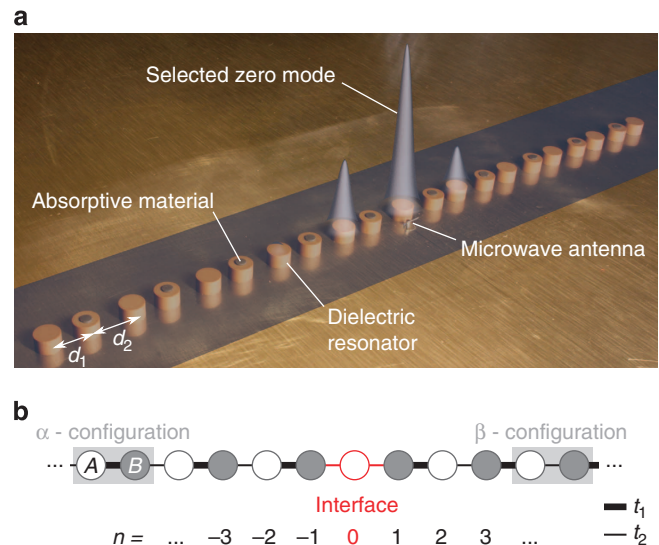 a
Selected zero mode
Absorptive material
Microwave antenna
Dielectric
resonator
d1
d2
b
α - configuration
β - configuration
... A B ...
Interface
t1
t2
n = ... –3 –2 –1 0 1 2 3 ...